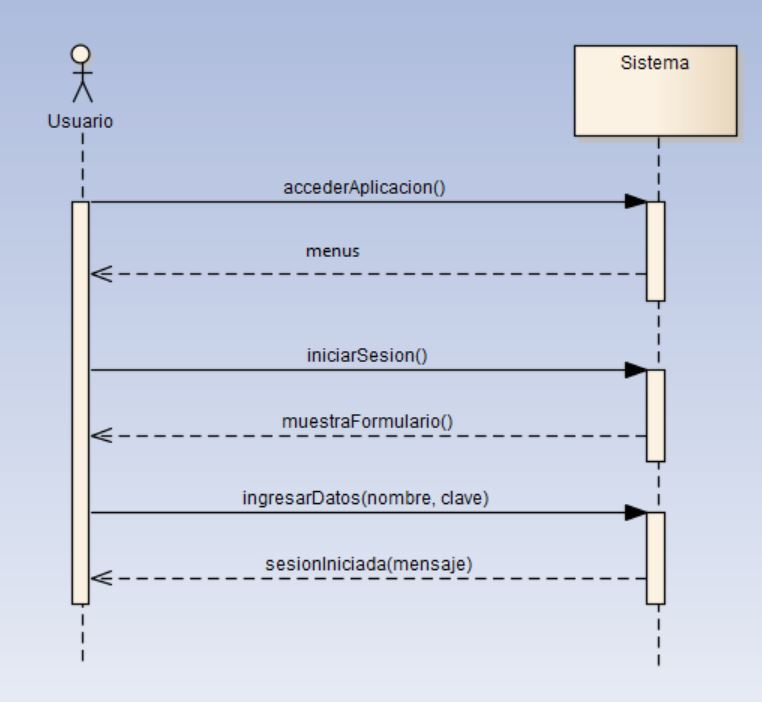 Sistema
Usuario
accederAplicacion()
menus
iniciarSesion()
muestraFormulario()
ingresarDatos(nombre, clave)
sesionIniciada(mensaje)